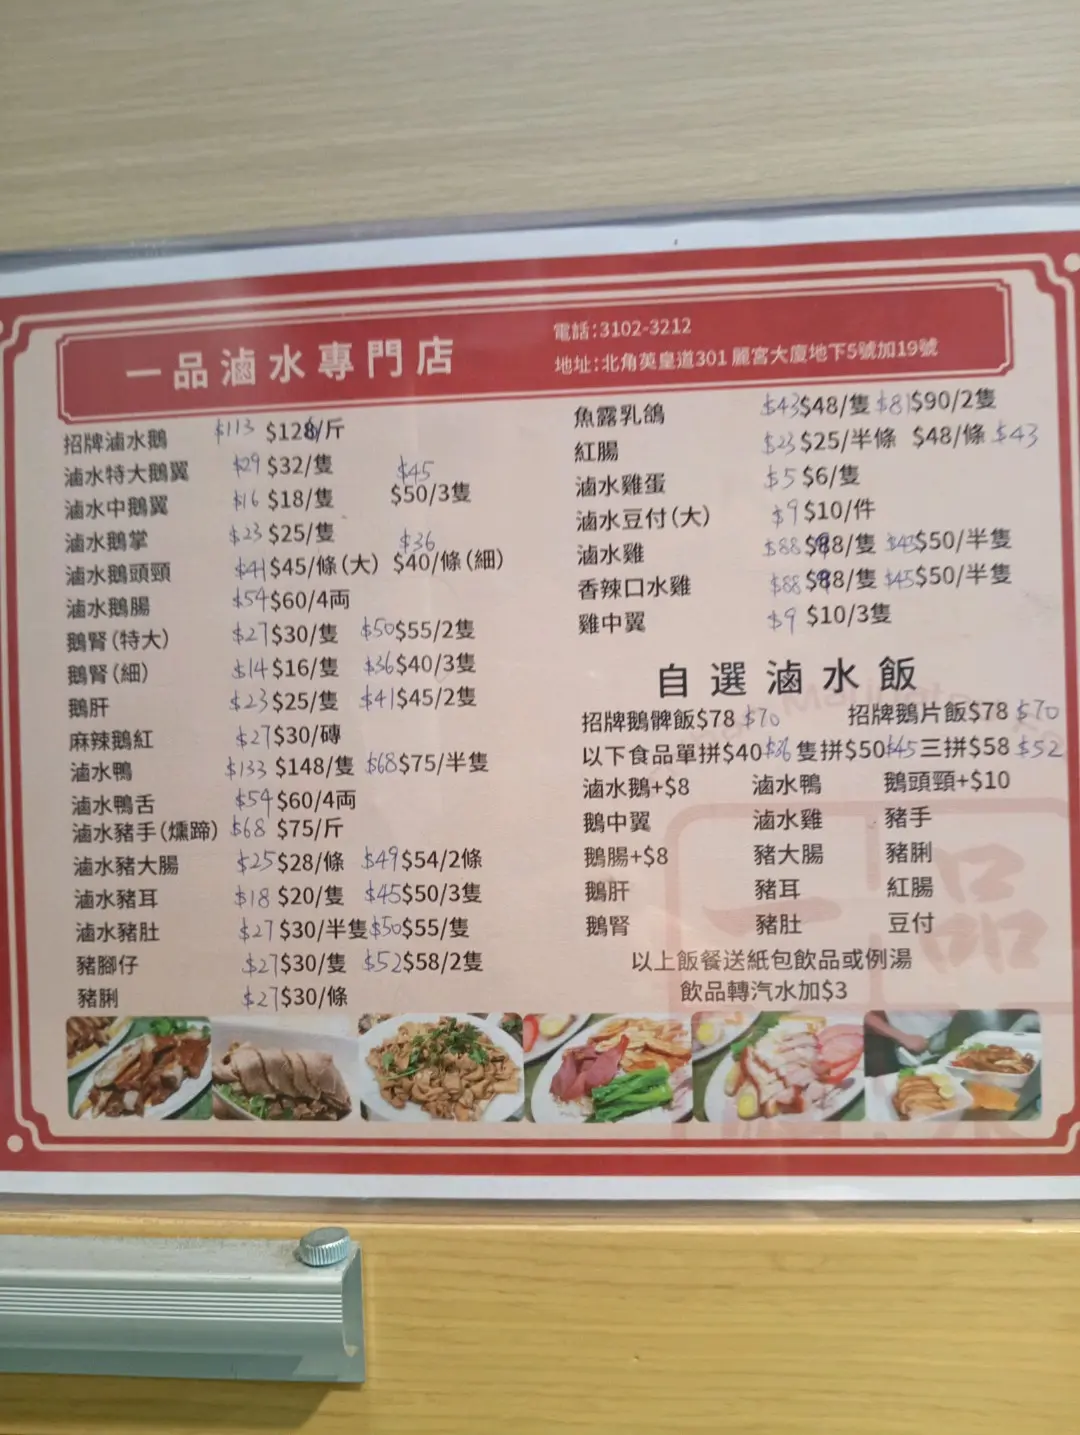 一品滷水專門店
電話:3102-3212
地址:北角英皇道301 麗宮大廈地下5號加19號
招牌滷水鵝 $113 $126/斤
滷水特大鵝翼 $29 $32/隻
滷水中鵝翼 $16 $18/隻 $45 $50/3隻
滷水鵝掌 $23 $25/隻
滷水鵝頭頸 $41 $45/條(大) $36 $40/條(細)
滷水鵝腸 $54 $60/4両
鵝腎(特大) $27 $30/隻 $50 $55/2隻
鵝腎(細) $14 $16/隻 $36 $40/3隻
鵝肝 $23 $25/隻 $41 $45/2隻
麻辣鵝紅 $27 $30/磚
滷水鴨 $133 $148/隻 $68 $75/半隻
滷水鴨舌 $54 $60/4両
滷水豬手(燻蹄) $68 $75/斤
滷水豬大腸 $25 $28/條 $49 $54/2條
滷水豬耳 $18 $20/隻 $45 $50/3隻
滷水豬肚 $27 $30/半隻 $50 $55/隻
豬腳仔 $27 $30/隻 $52 $58/2隻
豬脷 $27 $30/條
魚露乳鴿 $43 $48/隻 $81 $90/2隻
紅腸 $23 $25/半條 $48/條 $43
滷水雞蛋 $5 $6/隻
滷水豆付(大) $9 $10/件
滷水雞 $88 $98/隻 $45 $50/半隻
香辣口水雞 $88 $98/隻 $45 $50/半隻
雞中翼 $9 $10/3隻
自選滷水飯
招牌鵝髀飯$78 $70 招牌鵝片飯$78 $70
以下食品單拼$40 $36 隻拼$50 $45 三拼$58 $52
滷水鵝+$8 滷水鴨 鵝頭頸+$10
鵝中翼 滷水雞 豬手
鵝腸+$8 豬大腸 豬脷
鵝肝 豬耳 紅腸
鵝腎 豬肚 豆付
以上飯餐送紙包飲品或例湯
飲品轉汽水加$3